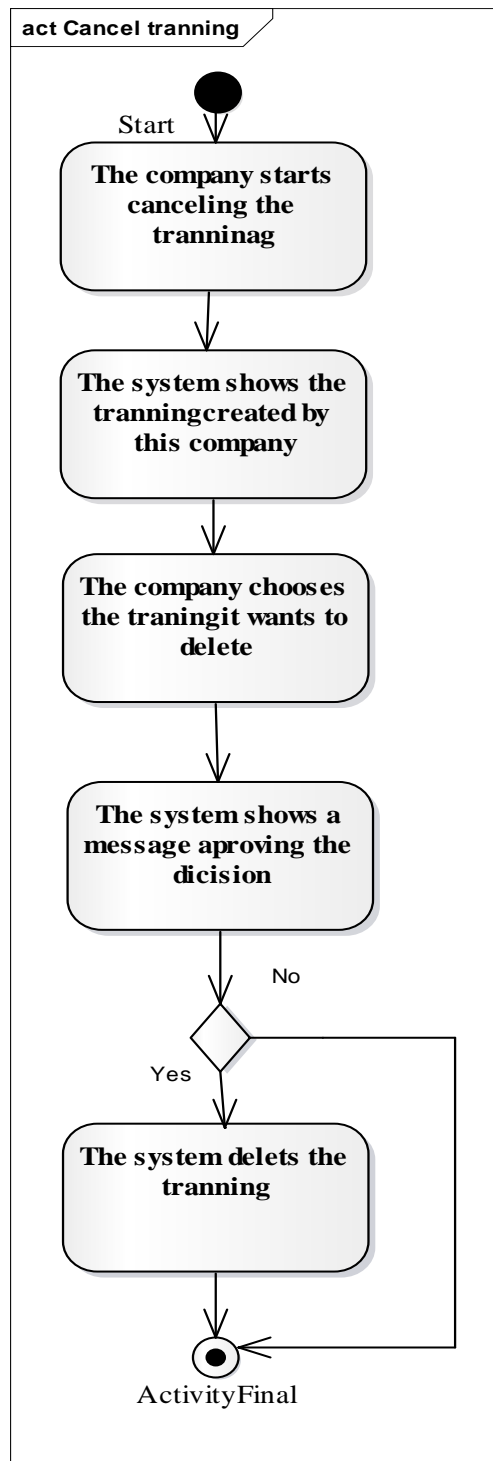 act Cancel tranning
Start
The company starts
canceling the
tranninag
The system shows the
tranningcreated by
this company
The company chooses
the traningit wants to
delete
The system shows a
message aproving the
dicision
No
Yes
The system delets the
tranning
ActivityFinal